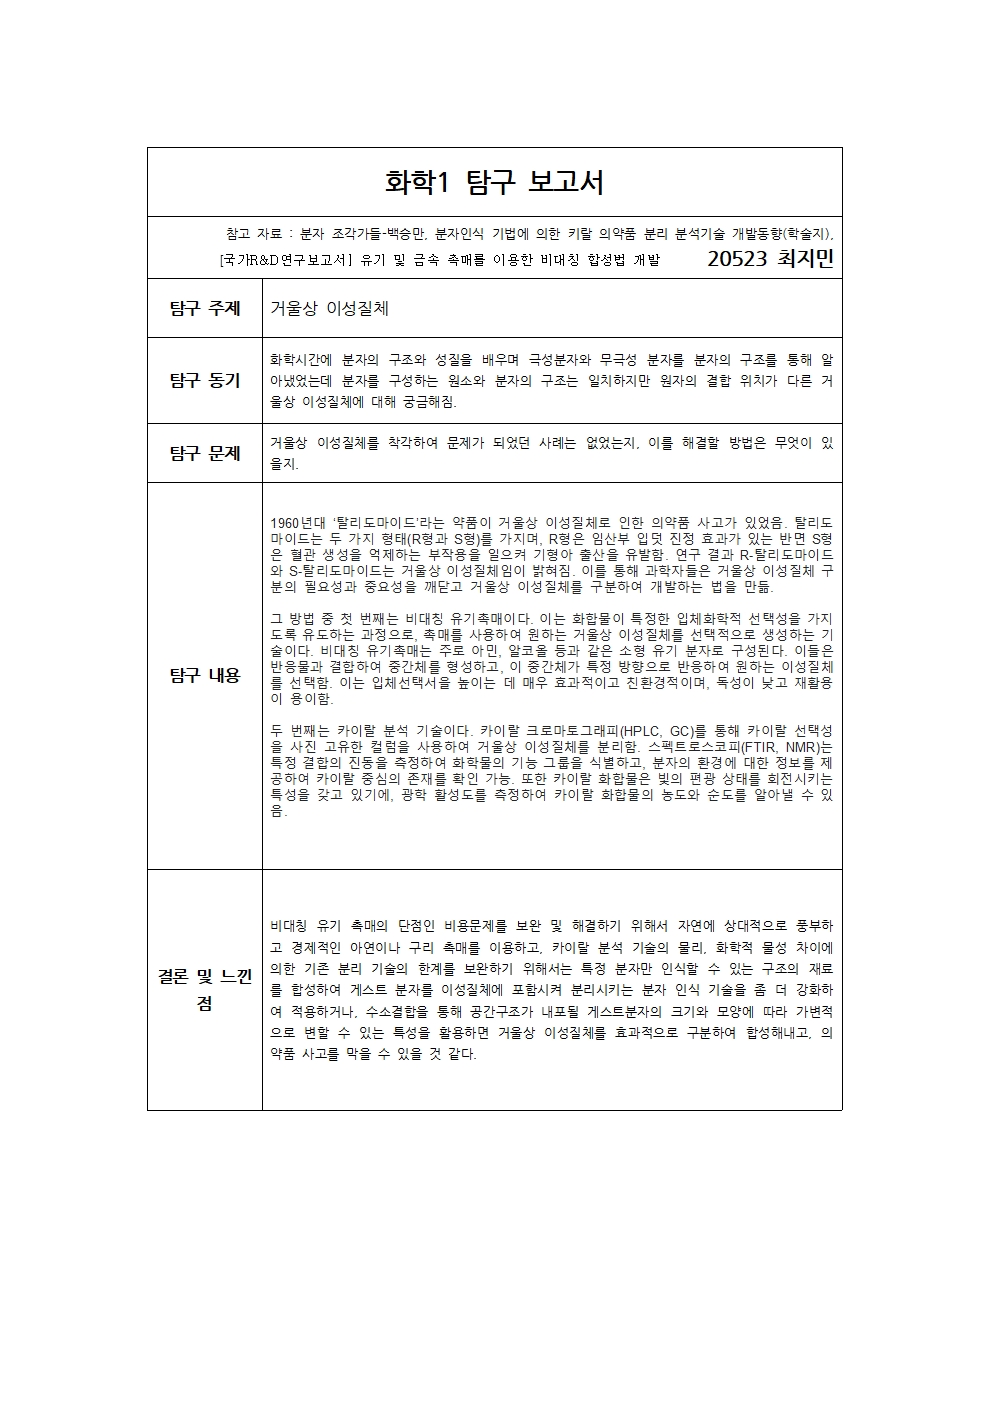 화학1 탐구 보고서
참고 자료 : 분자 조각가들-백승만, 분자인식 기법에 의한 키랄 의약품 분리 분석기술 개발동향(학술지),
[국가R&D연구보고서] 유기 및 금속 촉매를 이용한 비대칭 합성법 개발 20523 최지민
탐구 주제
거울상 이성질체
탐구 동기
화학시간에 분자의 구조와 성질을 배우며 극성분자와 무극성 분자를 분자의 구조를 통해 알
아냈었는데 분자를 구성하는 원소와 분자의 구조는 일치하지만 원자의 결합 위치가 다른 거
울상 이성질체에 대해 궁금해짐.
탐구 문제
거울상 이성질체를 착각하여 문제가 되었던 사례는 없었는지, 이를 해결할 방법은 무엇이 있
을지.
탐구 내용
1960년대 ‘탈리도마이드’라는 약품이 거울상 이성질체로 인한 의약품 사고가 있었음. 탈리도
마이드는 두 가지 형태(R형과 S형)를 가지며, R형은 임산부 입덧 진정 효과가 있는 반면 S형
은 혈관 생성을 억제하는 부작용을 일으켜 기형아 출산을 유발함. 연구 결과 R-탈리도마이드
와 S-탈리도마이드는 거울상 이성질체임이 밝혀짐. 이를 통해 과학자들은 거울상 이성질체 구
분의 필요성과 중요성을 깨닫고 거울상 이성질체를 구분하여 개발하는 법을 만듦.
그 방법 중 첫 번째는 비대칭 유기촉매이다. 이는 화합물이 특정한 입체화학적 선택성을 가지
도록 유도하는 과정으로, 촉매를 사용하여 원하는 거울상 이성질체를 선택적으로 생성하는 기
술이다. 비대칭 유기촉매는 주로 아민, 알코올 등과 같은 소형 유기 분자로 구성된다. 이들은
반응물과 결합하여 중간체를 형성하고, 이 중간체가 특정 방향으로 반응하여 원하는 이성질체
를 선택함. 이는 입체선택서을 높이는 데 매우 효과적이고 친환경적이며, 독성이 낮고 재활용
이 용이함.
두 번째는 카이랄 분석 기술이다. 카이랄 크로마토그래피(HPLC, GC)를 통해 카이랄 선택성
을 사진 고유한 컬럼을 사용하여 거울상 이성질체를 분리함. 스펙트로스코피(FTIR, NMR)는
특정 결합의 진동을 측정하여 화학물의 기능 그룹을 식별하고, 분자의 환경에 대한 정보를 제
공하여 카이랄 중심의 존재를 확인 가능. 또한 카이랄 화합물은 빛의 편광 상태를 회전시키는
특성을 갖고 있기에, 광학 활성도를 측정하여 카이랄 화합물의 농도와 순도를 알아낼 수 있
음.
결론 및 느낀
점
비대칭 유기 촉매의 단점인 비용문제를 보완 및 해결하기 위해서 자연에 상대적으로 풍부하
고 경제적인 아연이나 구리 촉매를 이용하고, 카이랄 분석 기술의 물리, 화학적 물성 차이에
의한 기존 분리 기술의 한계를 보완하기 위해서는 특정 분자만 인식할 수 있는 구조의 재료
를 합성하여 게스트 분자를 이성질체에 포함시켜 분리시키는 분자 인식 기술을 좀 더 강화하
여 적용하거나, 수소결합을 통해 공간구조가 내포될 게스트분자의 크기와 모양에 따라 가변적
으로 변할 수 있는 특성을 활용하면 거울상 이성질체를 효과적으로 구분하여 합성해내고, 의
약품 사고를 막을 수 있을 것 같다.